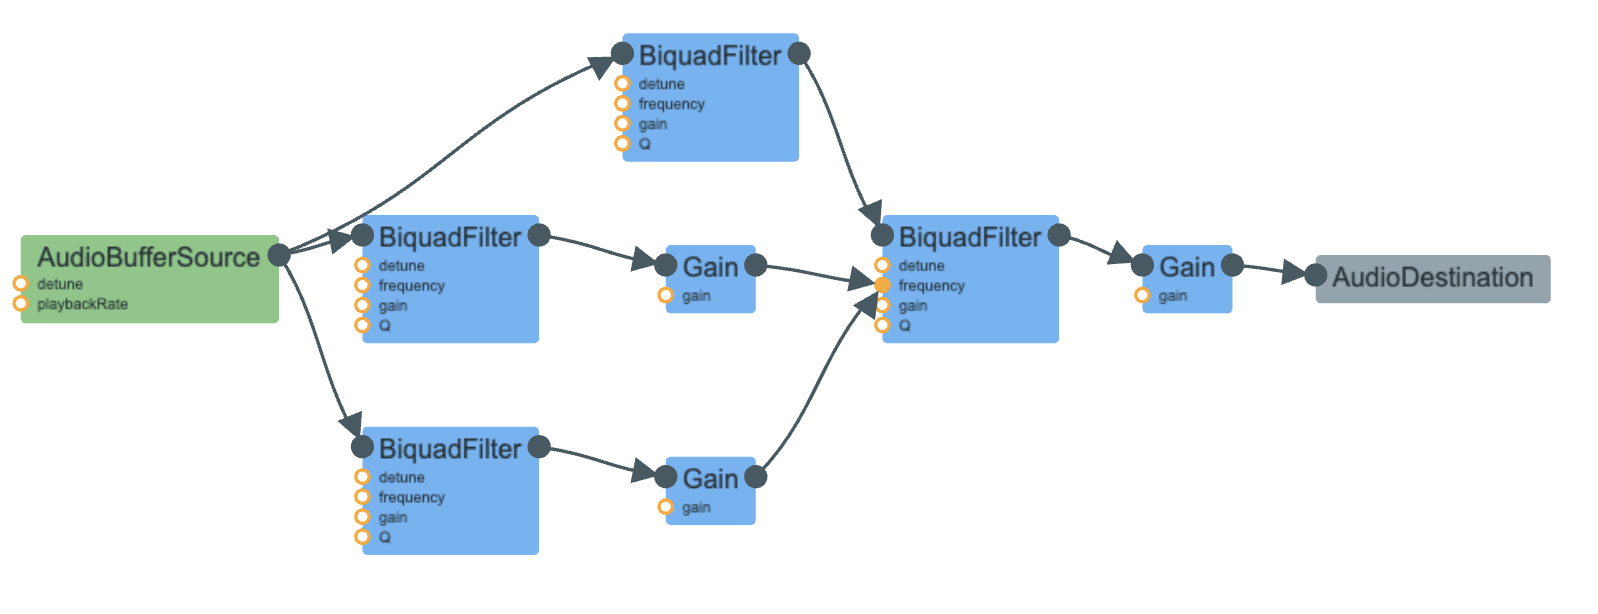 BiquadFilter
detune
frequency
gain
Q
AudioBufferSource
detune
playbackRate
BiquadFilter
detune
frequency
gain
Q
Gain
gain
BiquadFilter
detune
frequency
gain
Q
Gain
gain
AudioDestination
BiquadFilter
detune
frequency
gain
Q
Gain
gain